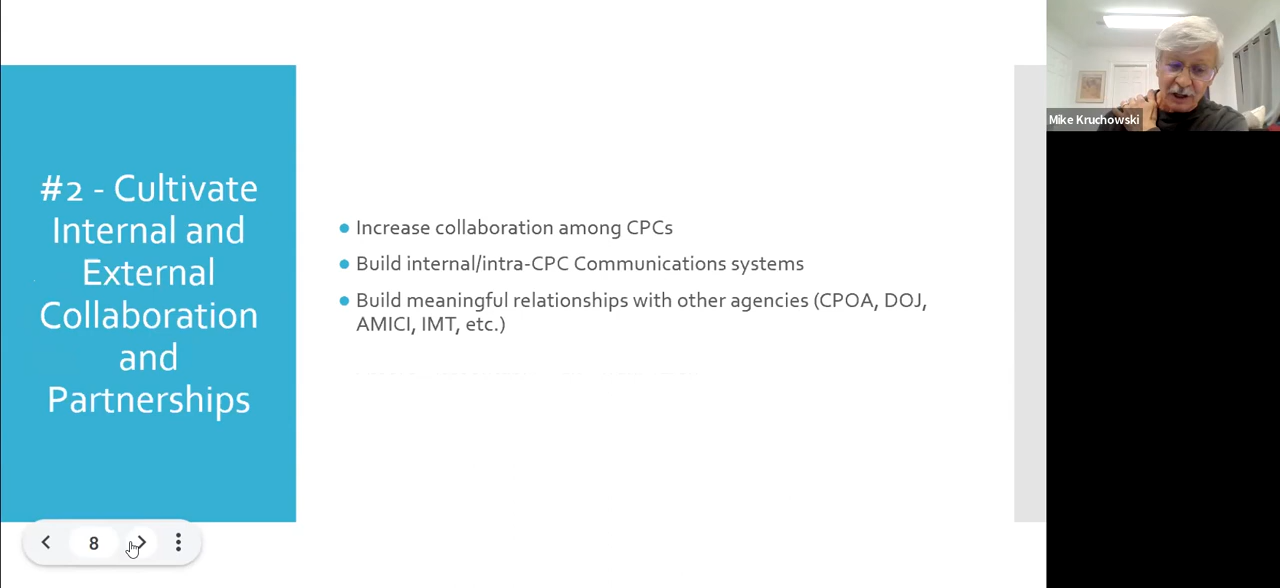 #2 - Cultivate
Internal and
External
Collaboration
and
Partnerships
Increase collaboration among CPCs
Build internal/intra-CPC Communications systems
Build meaningful relationships with other agencies (CPOA, DOJ,
AMICI, IMT, etc.)
Mike Kruchowski
8